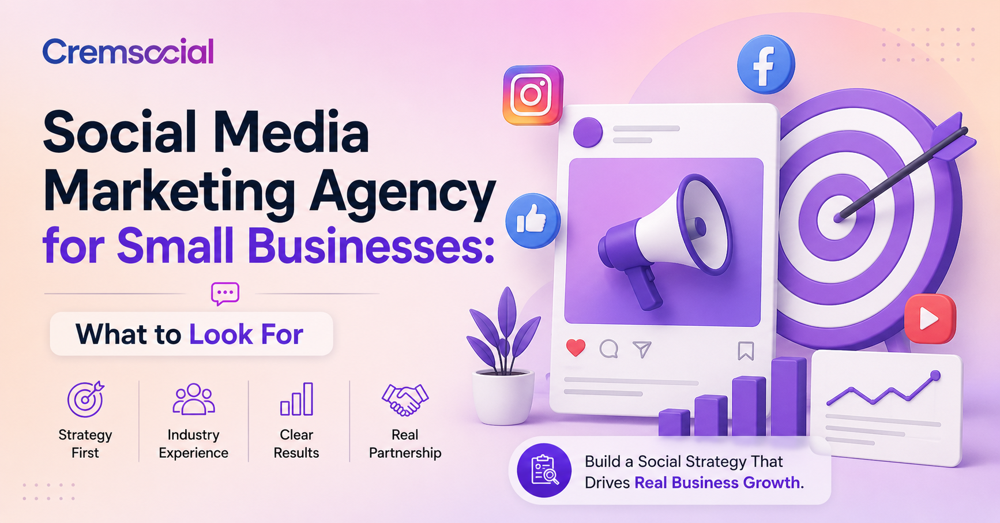 Cremsocial
Social Media
Marketing Agency
for Small Businesses:
What to Look For
Strategy
First
Industry
Experience
Clear
Results
Real
Partnership
Build a Social Strategy That
Drives Real Business Growth.